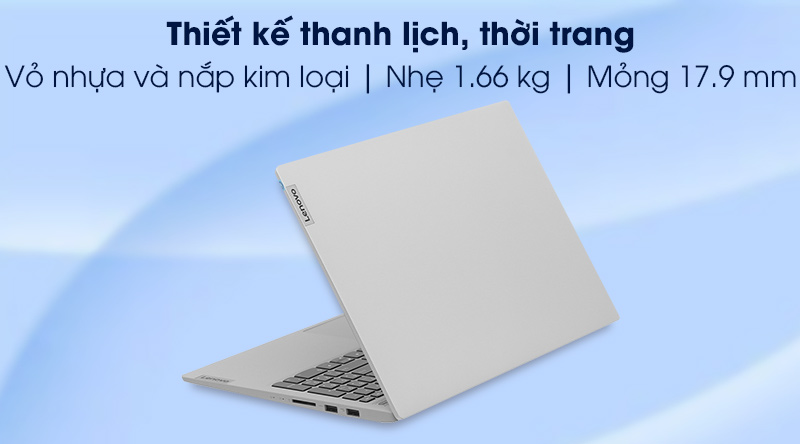 Thiết kế thanh lịch, thời trang
Vỏ nhựa và nắp kim loại | Nhẹ 1.66 kg | Mỏng 17.9 mm
Lenovo
Lenovo